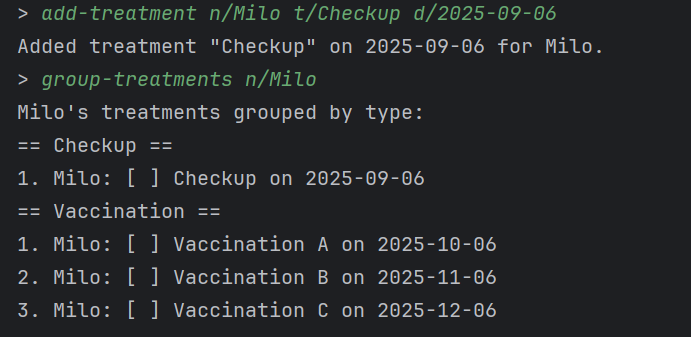 > add-treatment n/Milo t/Checkup d/2025-09-06
Added treatment "Checkup" on 2025-09-06 for Milo.
> group-treatments n/Milo
Milo's treatments grouped by type:
== Checkup ==
1. Milo: [ ] Checkup on 2025-09-06
== Vaccination ==
1. Milo: [ ] Vaccination A on 2025-10-06
2. Milo: [ ] Vaccination B on 2025-11-06
3. Milo: [ ] Vaccination C on 2025-12-06